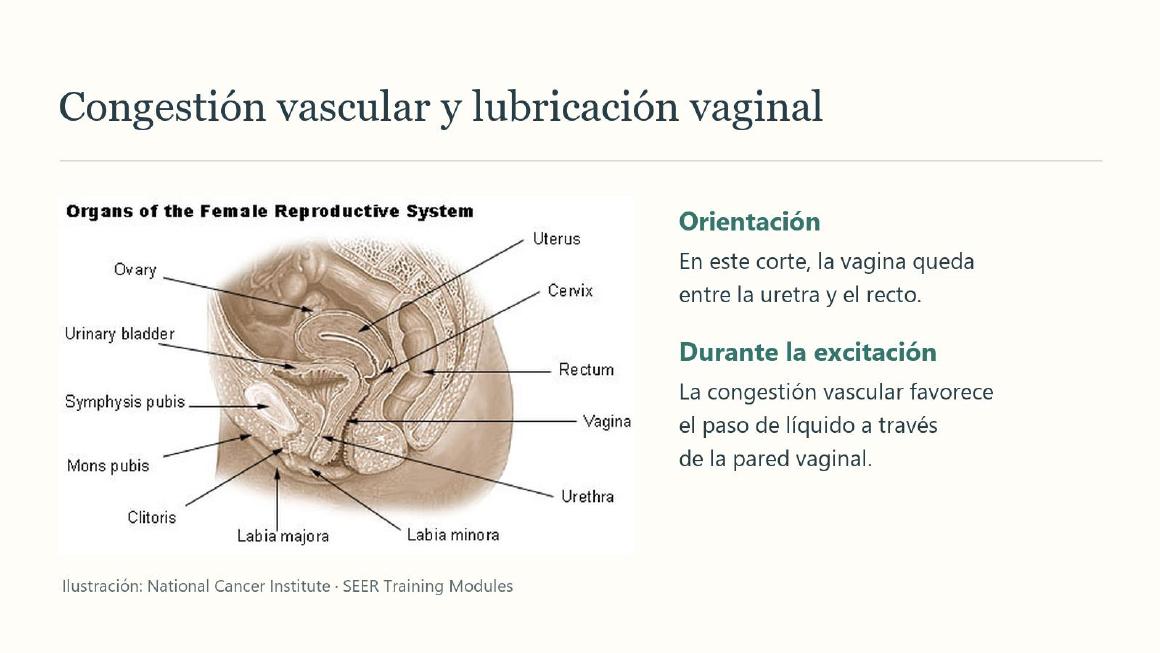 Congestión vascular y lubricación vaginal
Organs of the Female Reproductive System
Uterus
Ovary
Cervix
Urinary bladder
Rectum
Symphysis pubis
Vagina
Mons pubis
Urethra
Clitoris
Labia majora
Labia minora
Orientación
En este corte, la vagina queda
entre la uretra y el recto.
Durante la excitación
La congestión vascular favorece
el paso de líquido a través
de la pared vaginal.
Ilustración: National Cancer Institute · SEER Training Modules